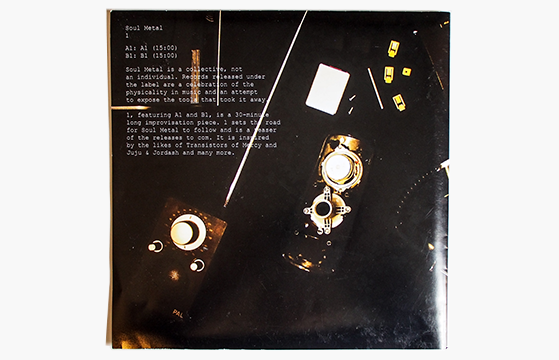 Soul Metal
1
A1: A1 (15:00)
B1: B1 (15:00)
Soul Metal is a collective, not
an individual. Records released under
the label are a celebration of the
physicality in music and an attempt
to expose the tools that took it away.
1, featuring A1 and B1, is a 30-minute
long improvisation piece. 1 sets the road
for Soul Metal to follow and is a teaser
of the releases to com. It is inspired
by the likes of Transistors of Mercy and
Juju & Jordash and many more.
PAL